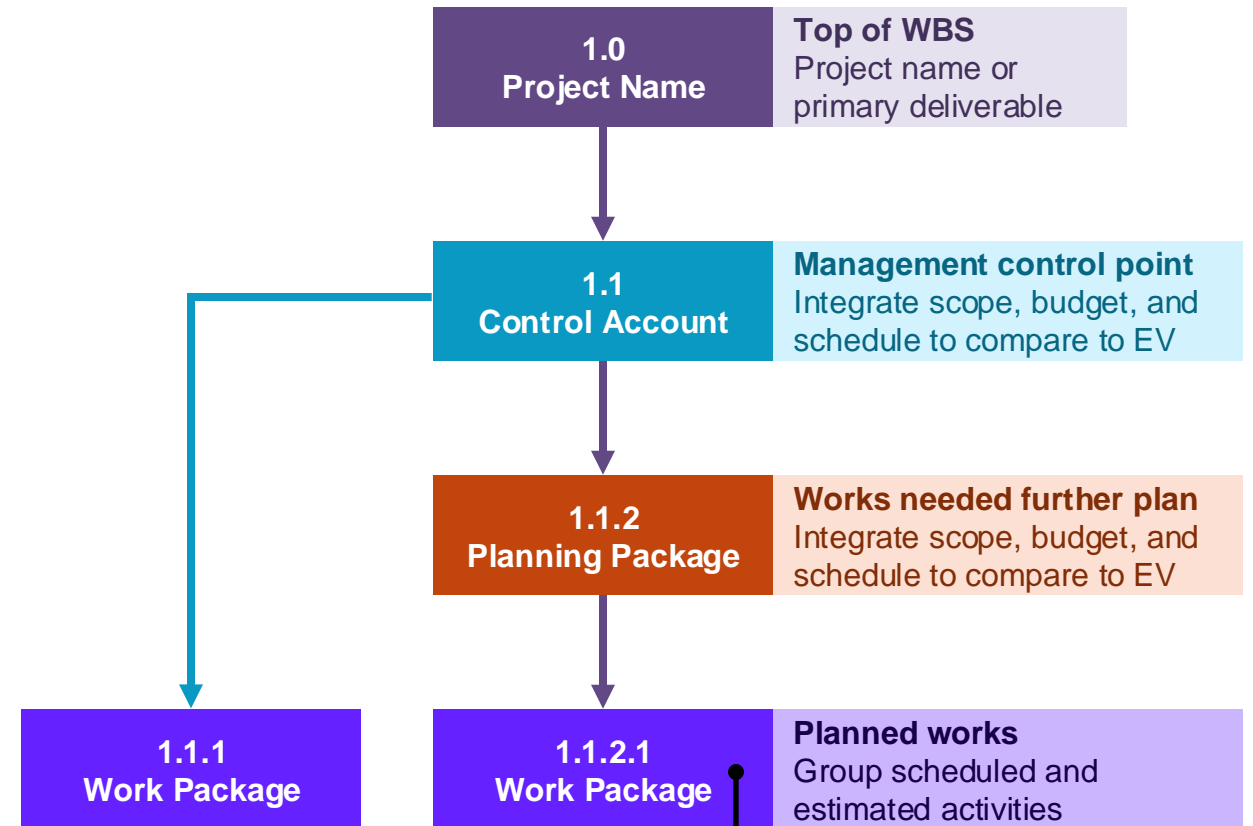 1.0
Project Name
Top of WBS
Project name or
primary deliverable
1.1
Control Account
Management control point
Integrate scope, budget, and
schedule to compare to EV
1.1.2
Planning Package
Works needed further plan
Integrate scope, budget, and
schedule to compare to EV
1.1.1
Work Package
1.1.2.1
Work Package
Planned works
Group scheduled and
estimated activities